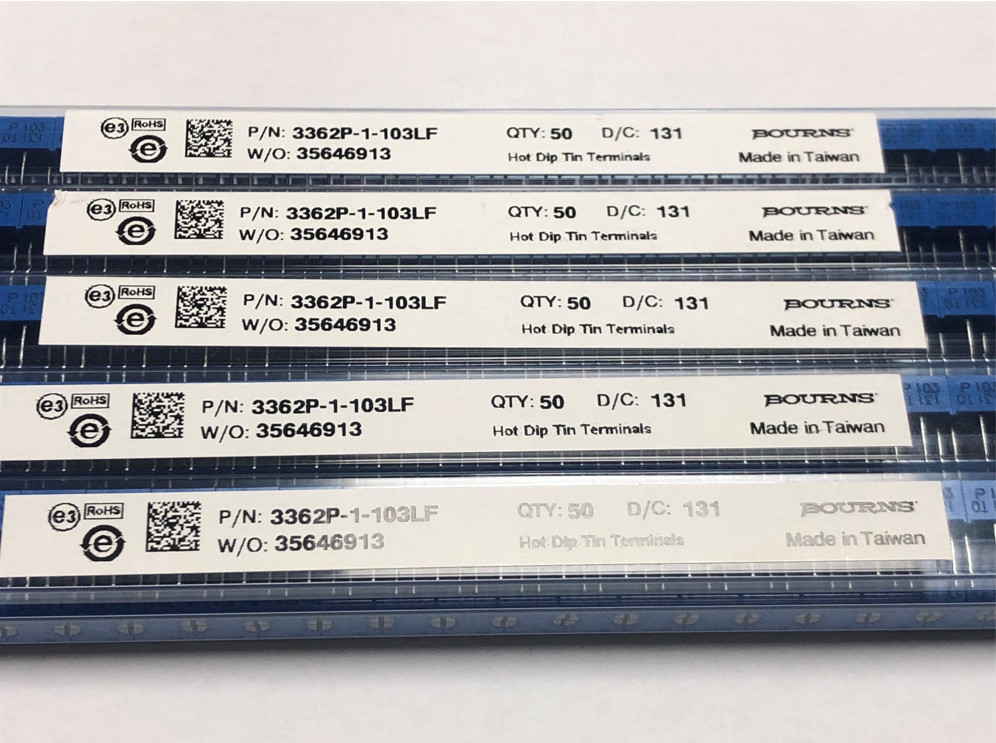 e3 RoHS P/N: 3362P-1-103LF QTY: 50 D/C: 131 BOURNS
e W/O: 35646913 Hot Dip Tin Terminals Made in Taiwan
e3 RoHS P/N: 3362P-1-103LF QTY: 50 D/C: 131 BOURNS
e W/O: 35646913 Hot Dip Tin Terminals Made in Taiwan
e3 RoHS P/N: 3362P-1-103LF QTY: 50 D/C: 131 BOURNS
e W/O: 35646913 Hot Dip Tin Terminals Made in Taiwan
e3 RoHS P/N: 3362P-1-103LF QTY: 50 D/C: 131 BOURNS
e W/O: 35646913 Hot Dip Tin Terminals Made in Taiwan
e3 RoHS P/N: 3362P-1-103LF QTY: 50 D/C: 131 BOURNS
e W/O: 35646913 Hot Dip Tin Terminals Made in Taiwan